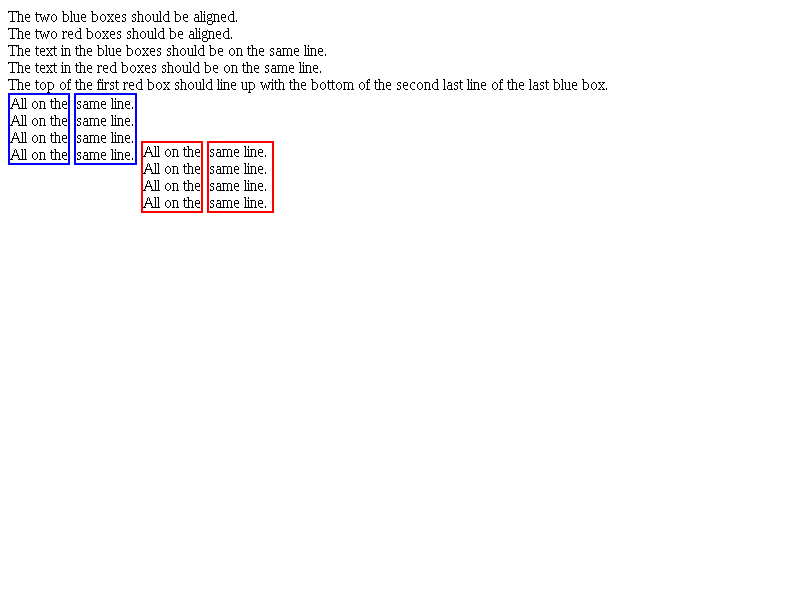 The two blue boxes should be aligned.
The two red boxes should be aligned.
The text in the blue boxes should be on the same line.
The text in the red boxes should be on the same line.
The top of the first red box should line up with the bottom of the second last line of the last blue box.
All on the same line.
All on the same line.
All on the same line.
All on the same line.
All on the same line.
All on the same line.
All on the same line.
All on the same line.